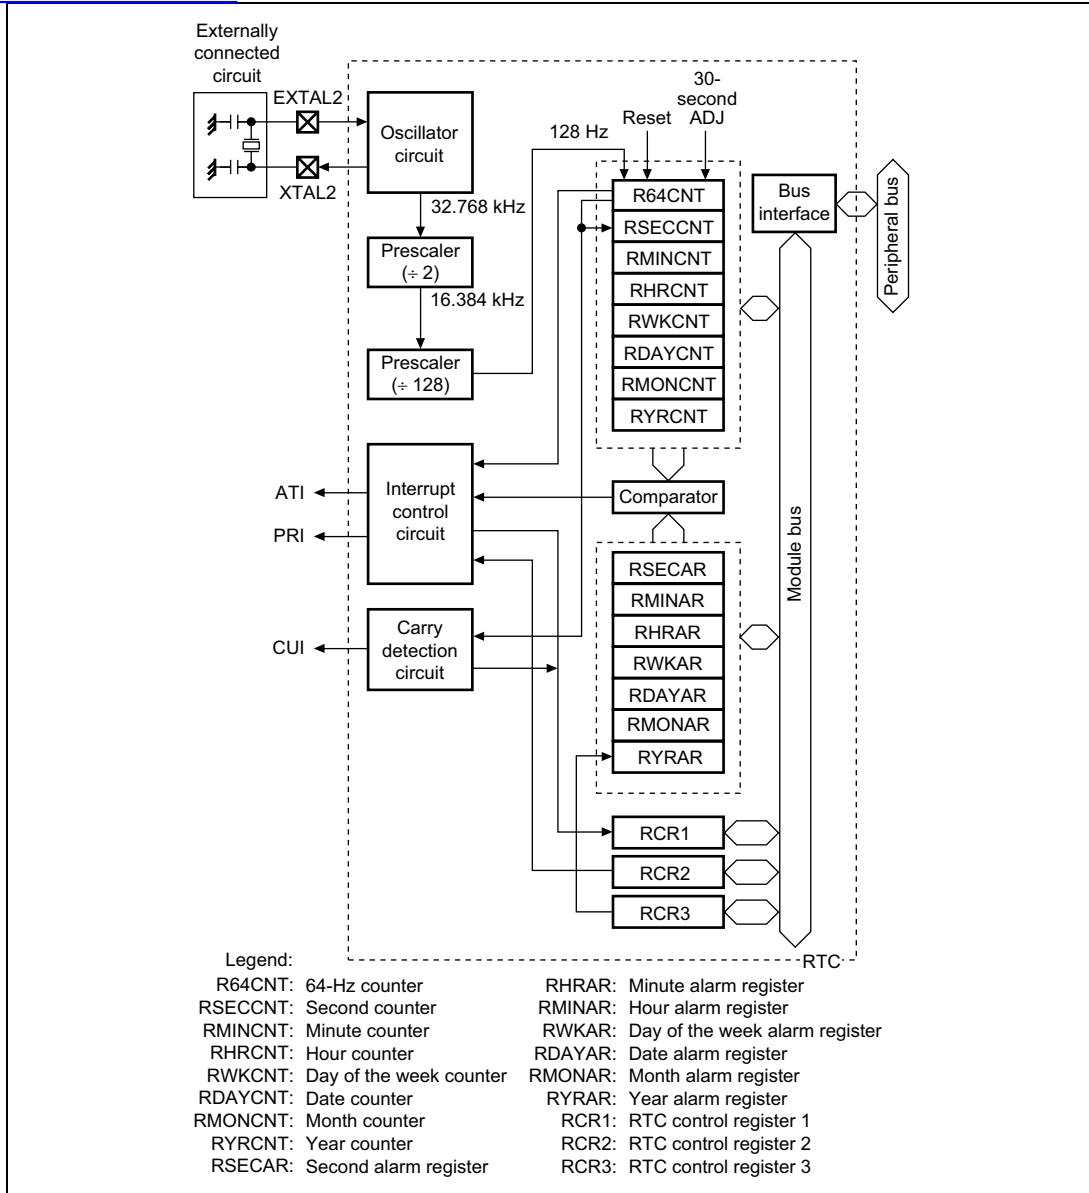 Externally
connected
circuit
EXTAL2
XTAL2
Oscillator
circuit
32.768 kHz
Prescaler
(÷ 2)
16.384 kHz
Prescaler
(÷ 128)
128 Hz
Reset
30-
second
ADJ
R64CNT
RSECCNT
RMINCNT
RHRCNT
RWKCNT
RDAYCNT
RMONCNT
RYRCNT
Bus
interface
Peripheral bus
Module bus
ATI
PRI
Interrupt
control
circuit
Comparator
CUI
Carry
detection
circuit
RSECAR
RMINAR
RHRAR
RWKAR
RDAYAR
RMONAR
RYRAR
RCR1
RCR2
RCR3
RTC
Legend:
R64CNT: 64-Hz counter
RSECCNT: Second counter
RMINCNT: Minute counter
RHRCNT: Hour counter
RWKCNT: Day of the week counter
RDAYCNT: Date counter
RMONCNT: Month counter
RYRCNT: Year counter
RSECAR: Second alarm register
RHRAR: Minute alarm register
RMINAR: Hour alarm register
RWKAR: Day of the week alarm register
RDAYAR: Date alarm register
RMONAR: Month alarm register
RYRAR: Year alarm register
RCR1: RTC control register 1
RCR2: RTC control register 2
RCR3: RTC control register 3